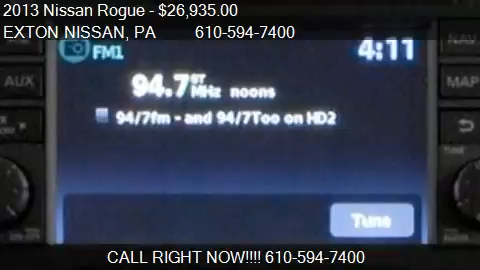 2013 Nissan Rogue - $26,935.00
EXTON NISSAN, PA 610-594-7400
FM1 4:11
NAV
AUX
MAP
94.7 ST MHz noons
94/7fm - and 94/7Too on HD2
Tune
CALL RIGHT NOW!!!! 610-594-7400